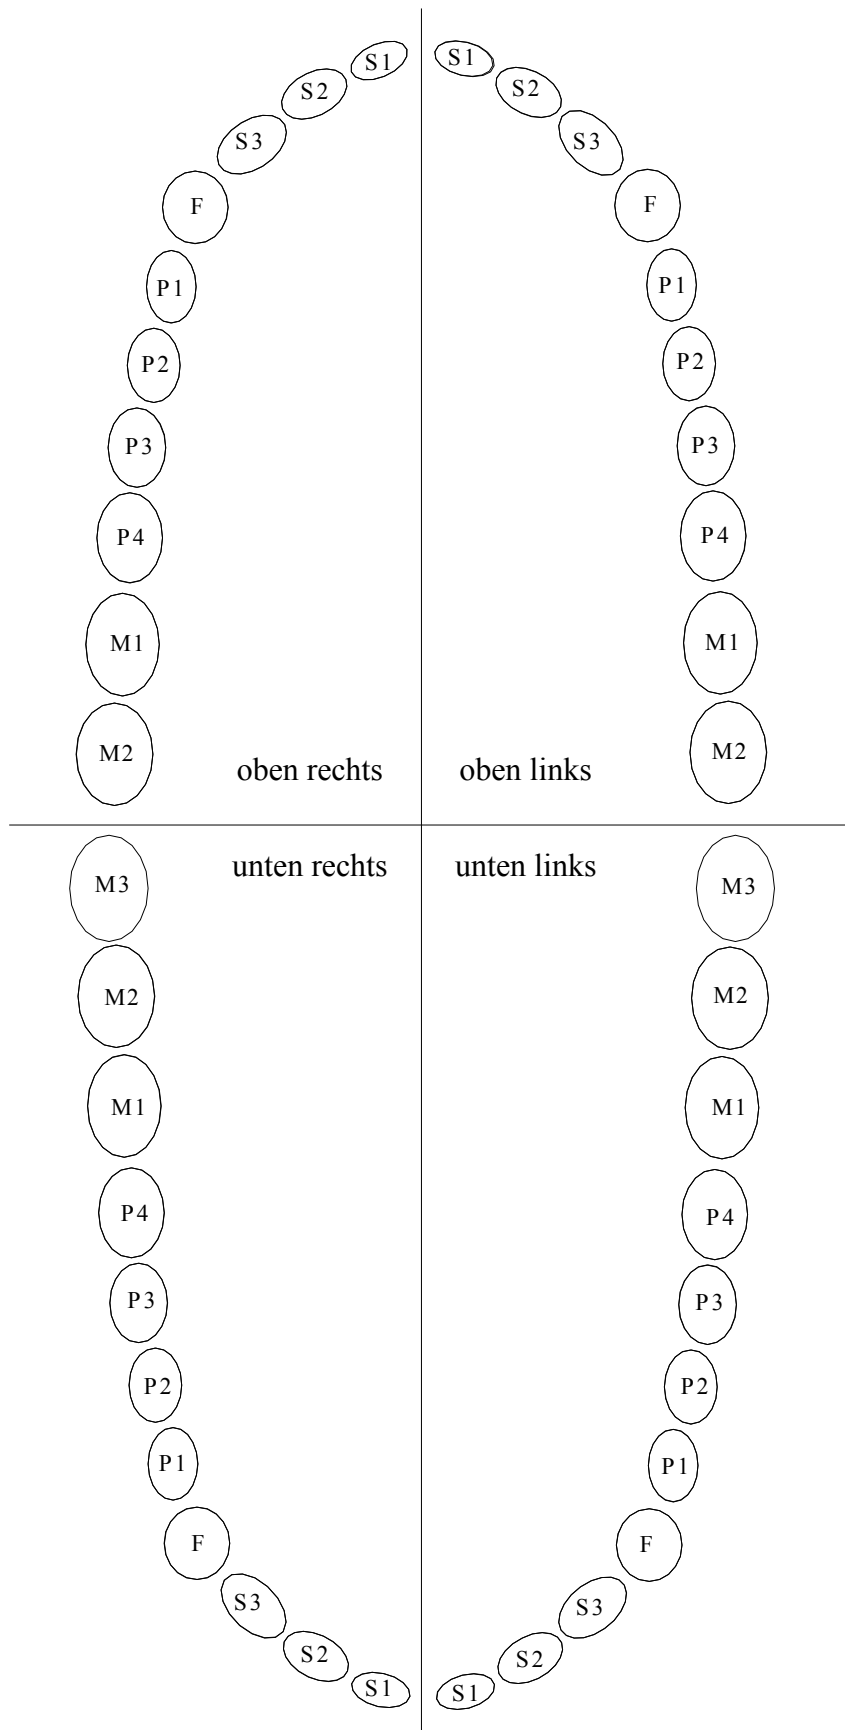 S1 S1
S2 S2
S3 S3
F F
P1 P1
P2 P2
P3 P3
P4 P4
M1 M1
M2 M2
oben rechts oben links
unten rechts unten links
M3 M3
M2 M2
M1 M1
P4 P4
P3 P3
P2 P2
P1 P1
F F
S3 S3
S2 S2
S1 S1